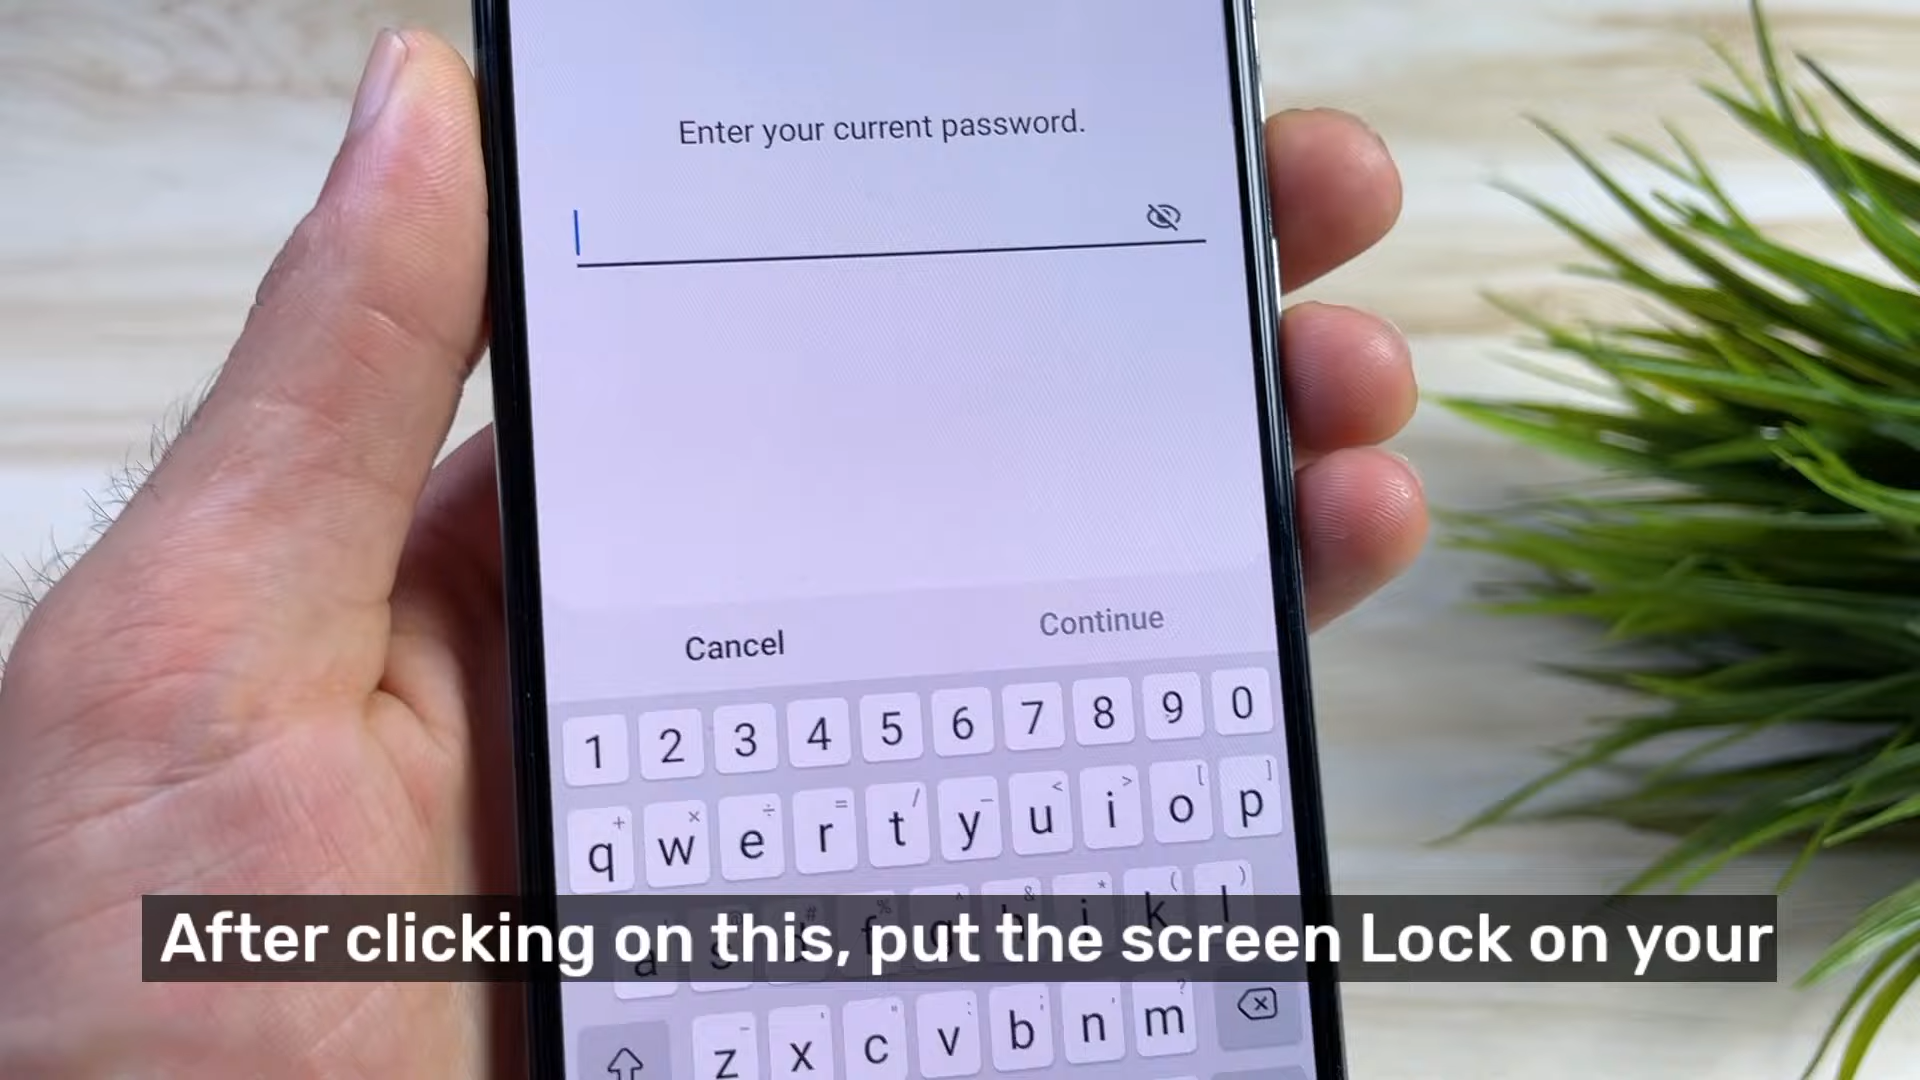 Enter your current password.
Cancel Continue
1 2 3 4 5 6 7 8 9 0
+ × ÷ = / _ < > [ ]
q w e r t y u i o p
# % ^ & * ( )
a s d f g h j k l
After clicking on this, put the screen Lock on your
- ' " : ; ' ?
z x c v b n m